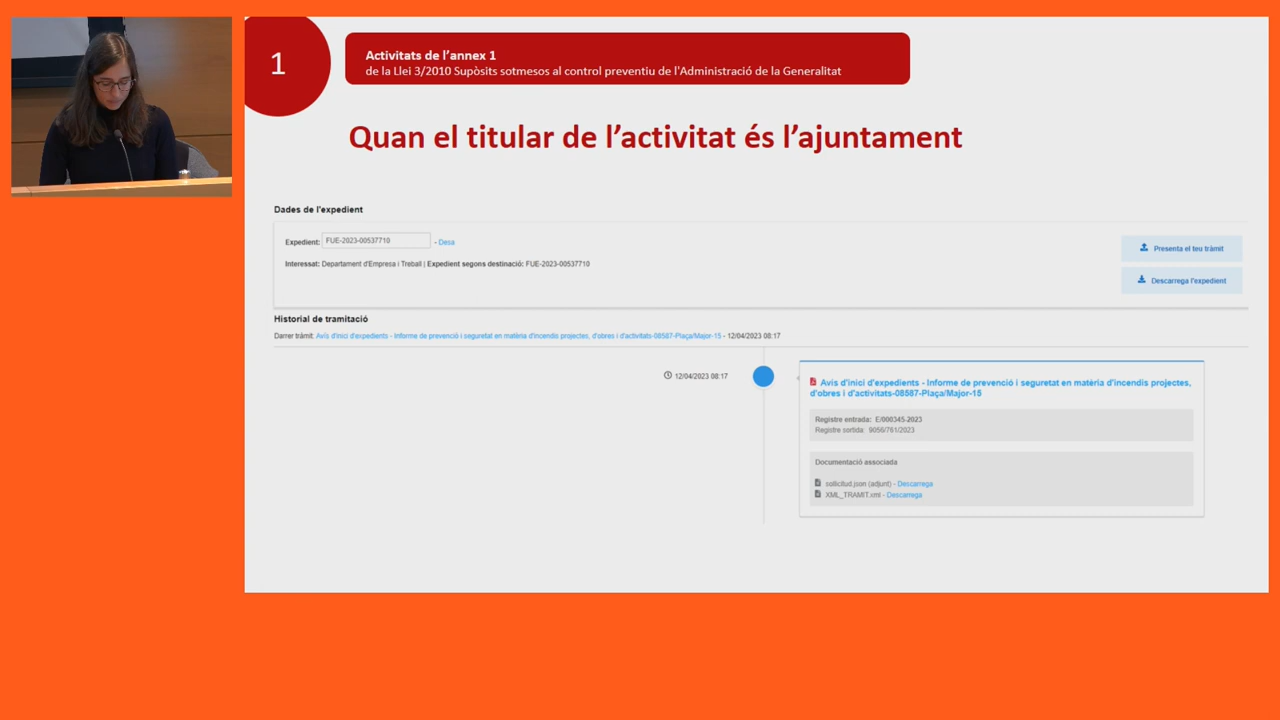 1
Activitats de l'annex 1
de la Llei 3/2010 Supòsits sotmesos al control preventiu de l'Administració de la Generalitat
Quan el titular de l'activitat és l'ajuntament
Dades de l'expedient
Expedient: FUE-2023-00537710 - Desa
Interessat: Departament d'Empresa i Treball | Expedient segons destinació: FUE-2023-00537710
Presenta el teu tràmit
Descarrega l'expedient
Historial de tramitació
Darrer tràmit: Avís d'inici d'expedients - Informe de prevenció i seguretat en matèria d'incendis projectes, d'obres i d'activitats-08587-Plaça/Major-15 - 12/04/2023 08:17
12/04/2023 08:17
Avís d'inici d'expedients - Informe de prevenció i seguretat en matèria d'incendis projectes,
d'obres i d'activitats-08587-Plaça/Major-15
Registre entrada: E/000345-2023
Registre sortida: 9056/761/2023
Documentació associada
sollicitud.json (adjunt) - Descarrega
XML_TRAMIT.xml - Descarrega